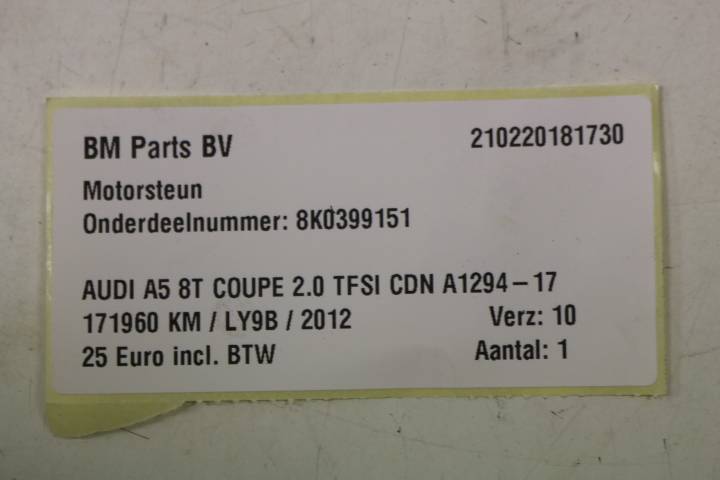 BM Parts BV 210220181730
Motorsteun
Onderdeelnummer: 8K0399151
AUDI A5 8T COUPE 2.0 TFSI CDN A1294-17
171960 KM / LY9B / 2012 Verz: 10
25 Euro incl. BTW Aantal: 1